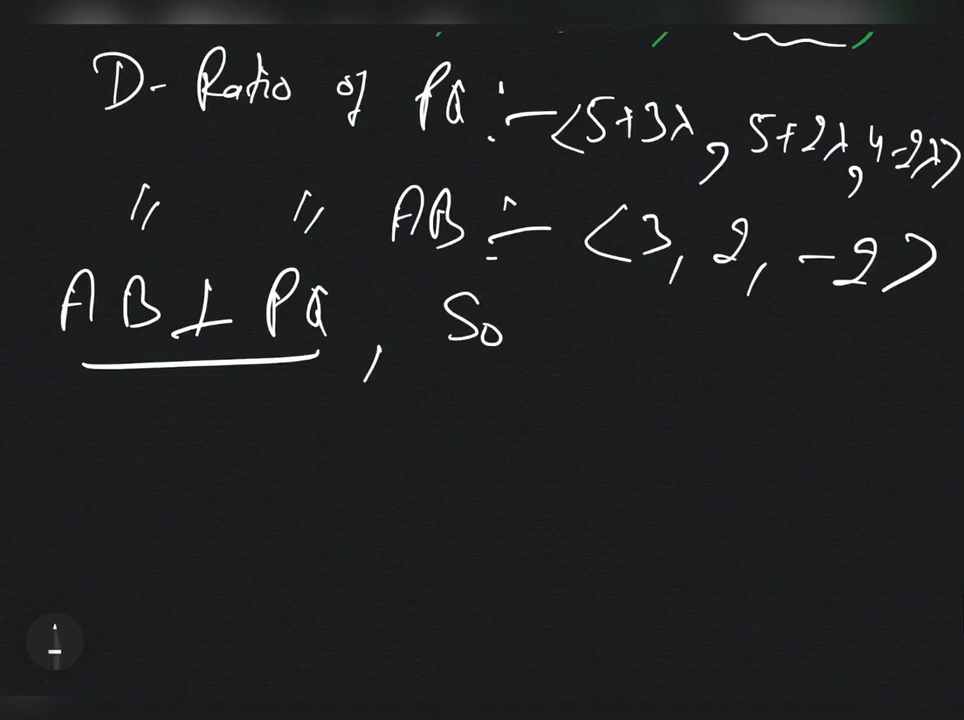 D- Ratio of PQ :- <5+3λ, 5+2λ, 4-2λ>
" " AB :- <3, 2, -2>
AB ⊥ PQ, So